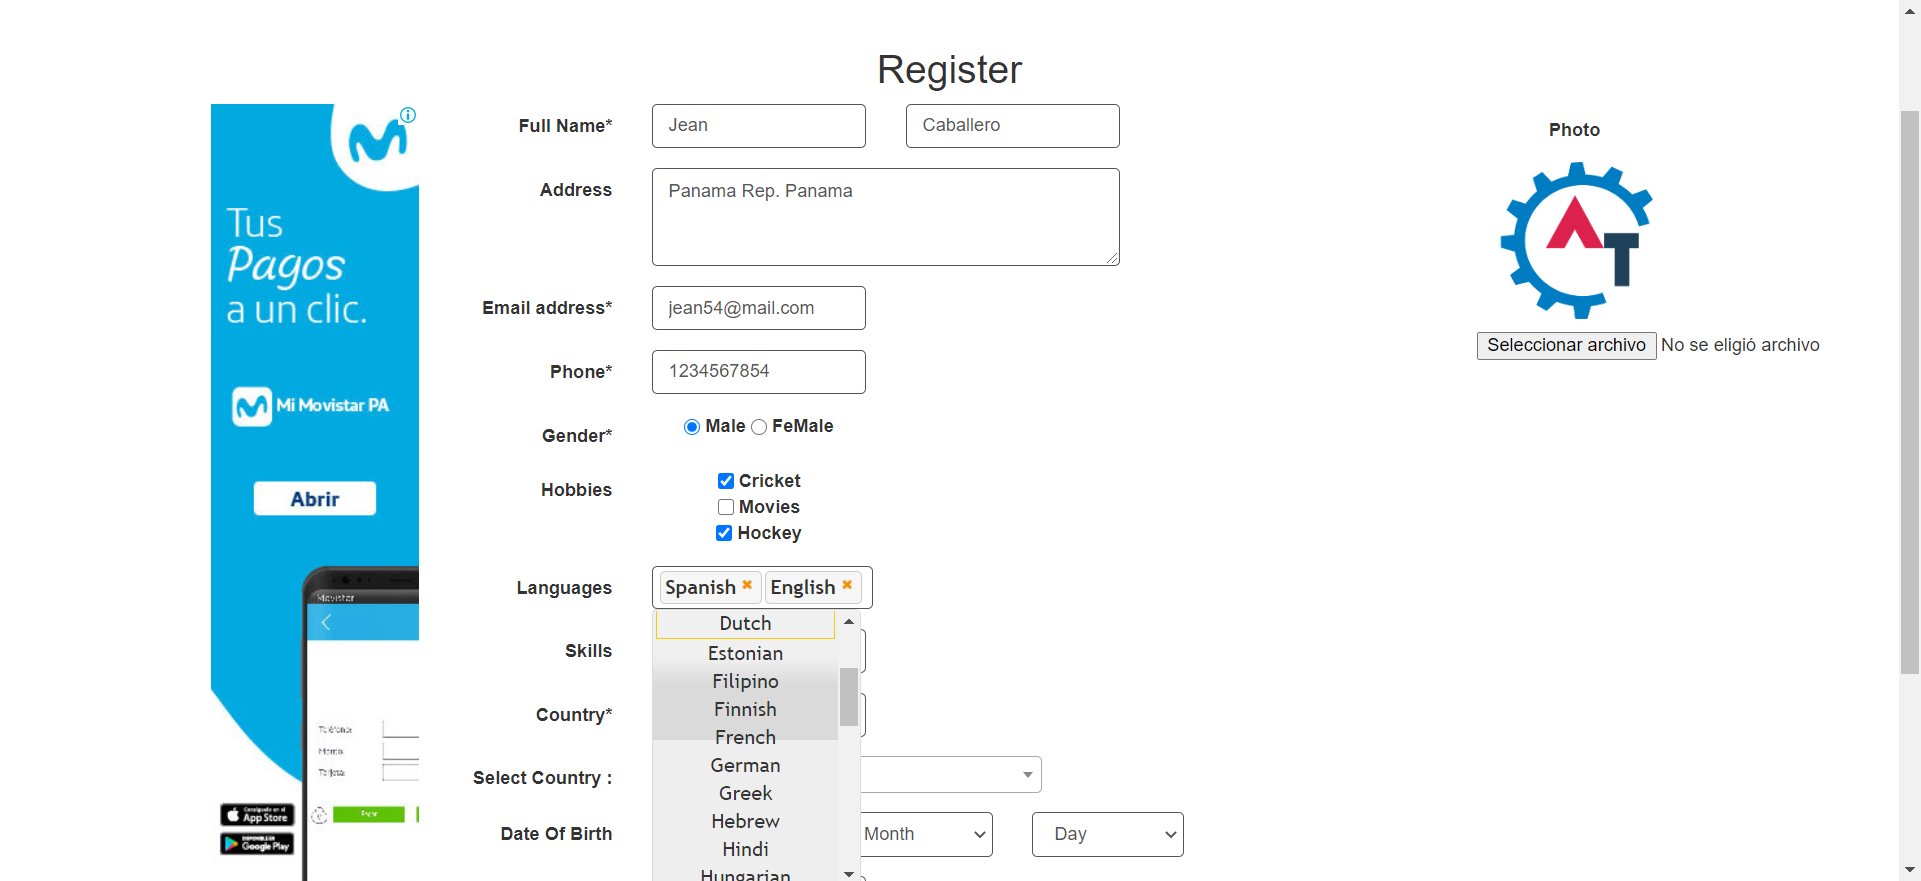 Register
Full Name*
Jean
Caballero
Photo
Address
Panama Rep. Panama
Email address*
jean54@mail.com
Seleccionar archivo No se eligió archivo
Phone*
1234567854
Gender*
Male FeMale
Hobbies
Cricket
Movies
Hockey
Languages
Spanish English
Dutch
Estonian
Filipino
Finnish
French
German
Greek
Hebrew
Hindi
Hungarian
Skills
Country*
Select Country :
Date Of Birth
Month
Day
Tus
Pagos
a un clic.
Mi Movistar PA
Abrir
Movistar
Teléfono:
Monto:
Tarjeta:
App Store
Google Play
AT